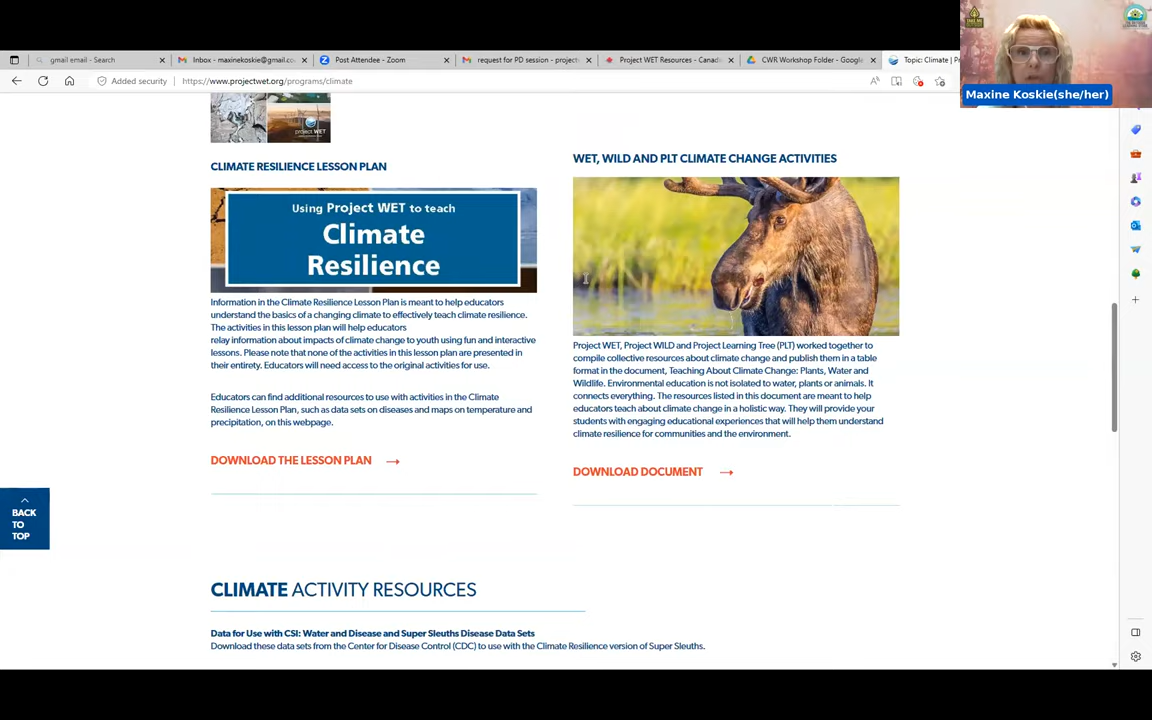 gmail email - Search
Inbox - maxinekoskie@gmail.co
Post Attendee - Zoom
request for PD session - project
Project WET Resources - Canadi
CWR Workshop Folder - Google
Topic: Climate | Pr
Added security
https://www.projectwet.org/programs/climate
Maxine Koskie(she/her)
project WET
CLIMATE RESILIENCE LESSON PLAN
Using Project WET to teach
Climate
Resilience
Information in the Climate Resilience Lesson Plan is meant to help educators
understand the basics of a changing climate to effectively teach climate resilience.
The activities in this lesson plan will help educators
relay information about impacts of climate change to youth using fun and interactive
lessons. Please note that none of the activities in this lesson plan are presented in
their entirety. Educators will need access to the original activities for use.
Educators can find additional resources to use with activities in the Climate
Resilience Lesson Plan, such as data sets on diseases and maps on temperature and
precipitation, on this webpage.
DOWNLOAD THE LESSON PLAN →
WET, WILD AND PLT CLIMATE CHANGE ACTIVITIES
Project WET, Project WILD and Project Learning Tree (PLT) worked together to
compile collective resources about climate change and publish them in a table
format in the document, Teaching About Climate Change: Plants, Water and
Wildlife. Environmental education is not isolated to water, plants or animals. It
connects everything. The resources listed in this document are meant to help
educators teach about climate change in a holistic way. They will provide your
students with engaging educational experiences that will help them understand
climate resilience for communities and the environment.
DOWNLOAD DOCUMENT →
BACK
TO
TOP
CLIMATE ACTIVITY RESOURCES
Data for Use with CSI: Water and Disease and Super Sleuths Disease Data Sets
Download these data sets from the Center for Disease Control (CDC) to use with the Climate Resilience version of Super Sleuths.